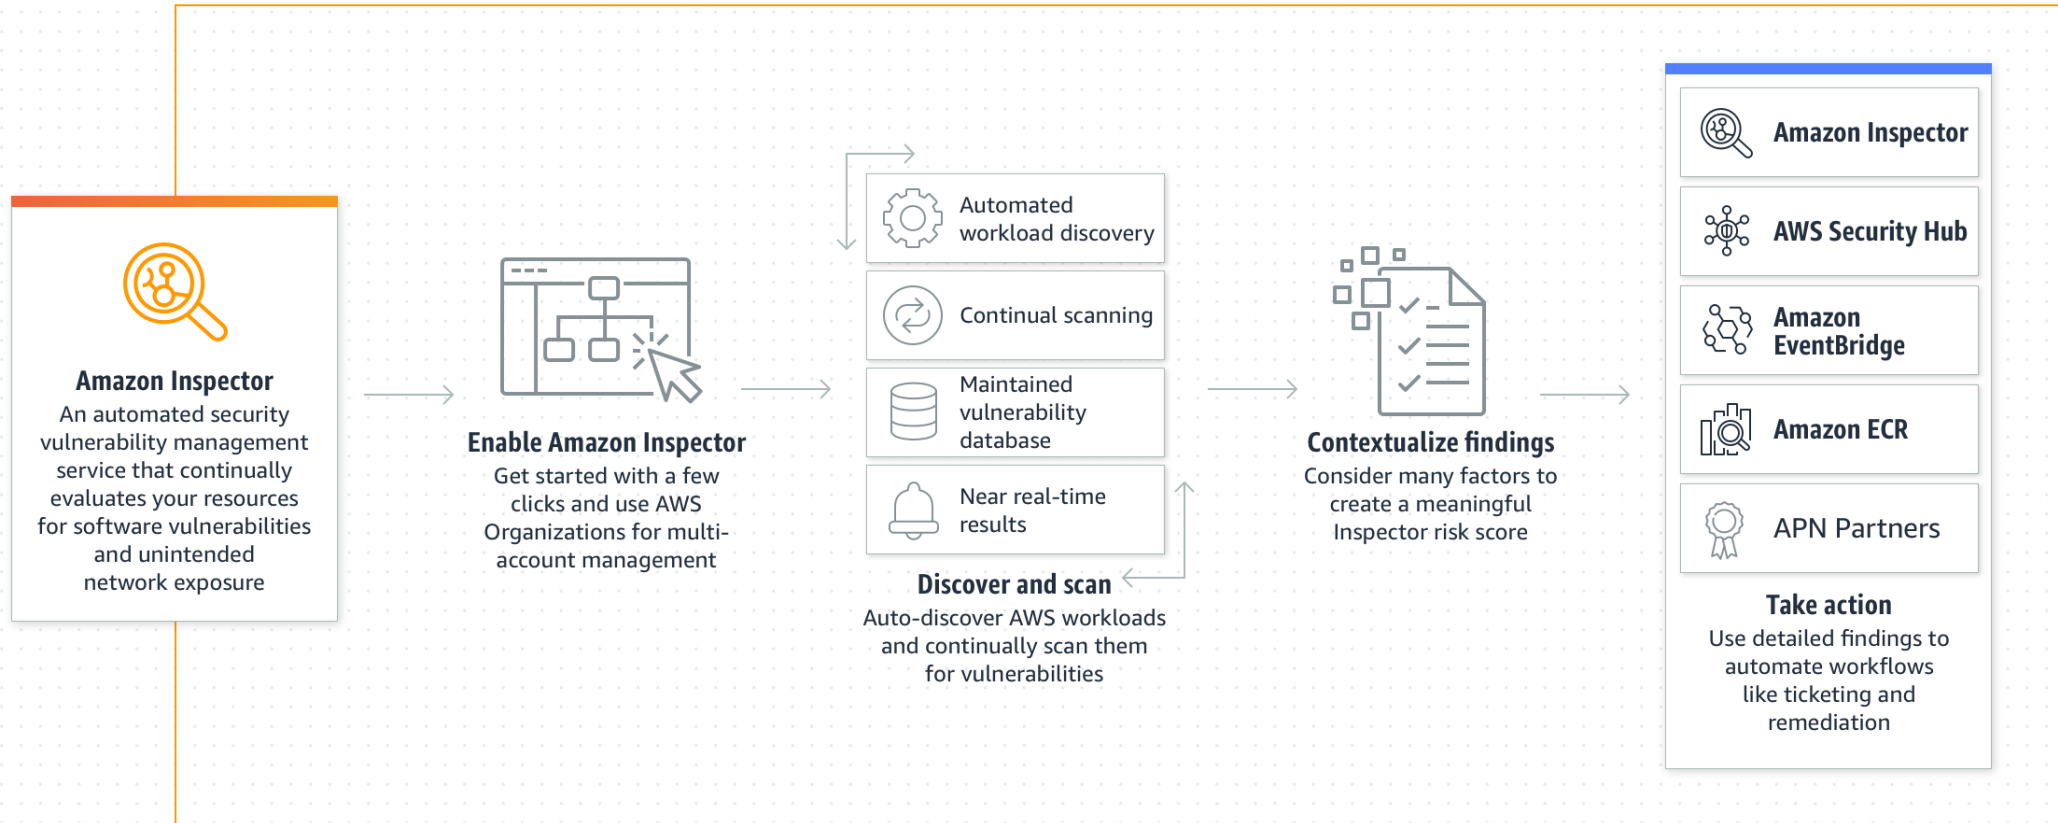 Amazon Inspector
An automated security
vulnerability management
service that continually
evaluates your resources
for software vulnerabilities
and unintended
network exposure
Enable Amazon Inspector
Get started with a few
clicks and use AWS
Organizations for multi-
account management
Automated
workload discovery
Continual scanning
Maintained
vulnerability
database
Near real-time
results
Discover and scan
Auto-discover AWS workloads
and continually scan them
for vulnerabilities
Contextualize findings
Consider many factors to
create a meaningful
Inspector risk score
Amazon Inspector
AWS Security Hub
Amazon
EventBridge
Amazon ECR
APN Partners
Take action
Use detailed findings to
automate workflows
like ticketing and
remediation